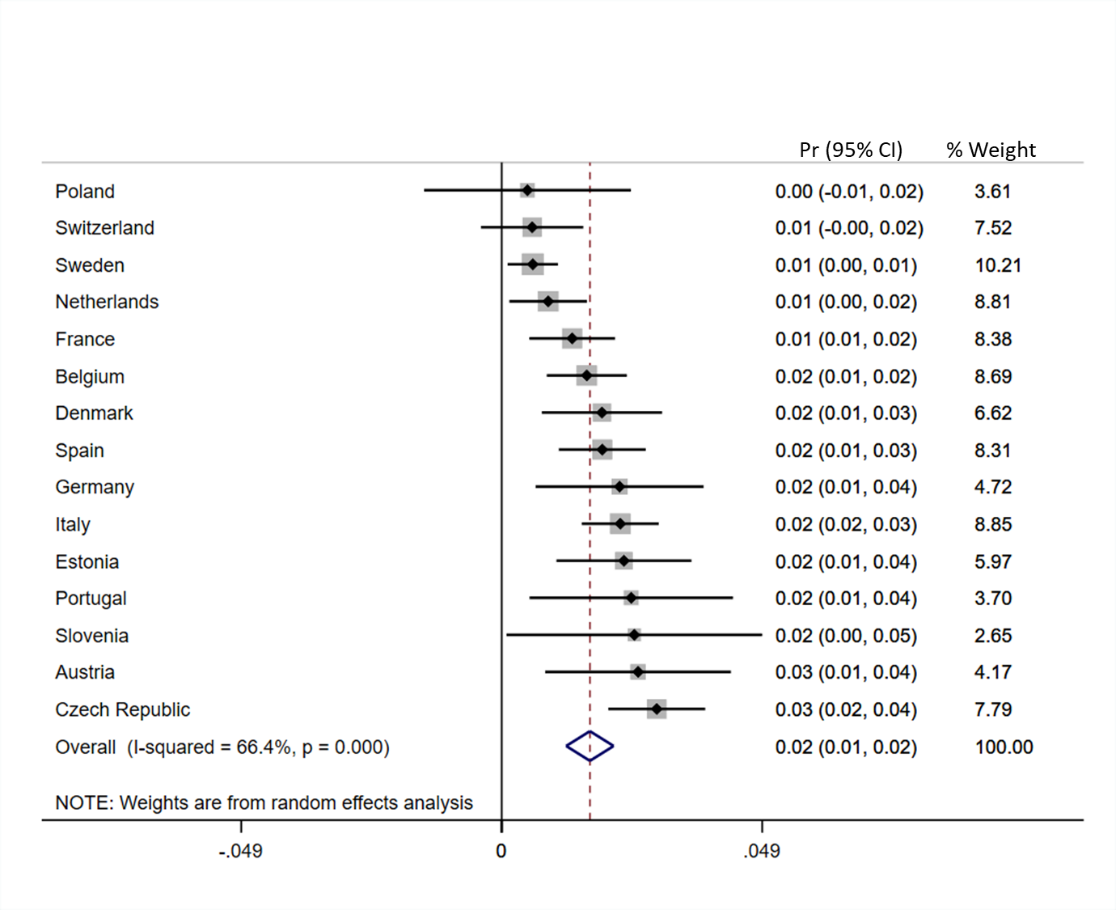 Pr (95% CI) % Weight
Poland 0.00 (-0.01, 0.02) 3.61
Switzerland 0.01 (-0.00, 0.02) 7.52
Sweden 0.01 (0.00, 0.01) 10.21
Netherlands 0.01 (0.00, 0.02) 8.81
France 0.01 (0.01, 0.02) 8.38
Belgium 0.02 (0.01, 0.02) 8.69
Denmark 0.02 (0.01, 0.03) 6.62
Spain 0.02 (0.01, 0.03) 8.31
Germany 0.02 (0.01, 0.04) 4.72
Italy 0.02 (0.02, 0.03) 8.85
Estonia 0.02 (0.01, 0.04) 5.97
Portugal 0.02 (0.01, 0.04) 3.70
Slovenia 0.02 (0.00, 0.05) 2.65
Austria 0.03 (0.01, 0.04) 4.17
Czech Republic 0.03 (0.02, 0.04) 7.79
Overall (I-squared = 66.4%, p = 0.000) 0.02 (0.01, 0.02) 100.00
NOTE: Weights are from random effects analysis
-.049 0 .049